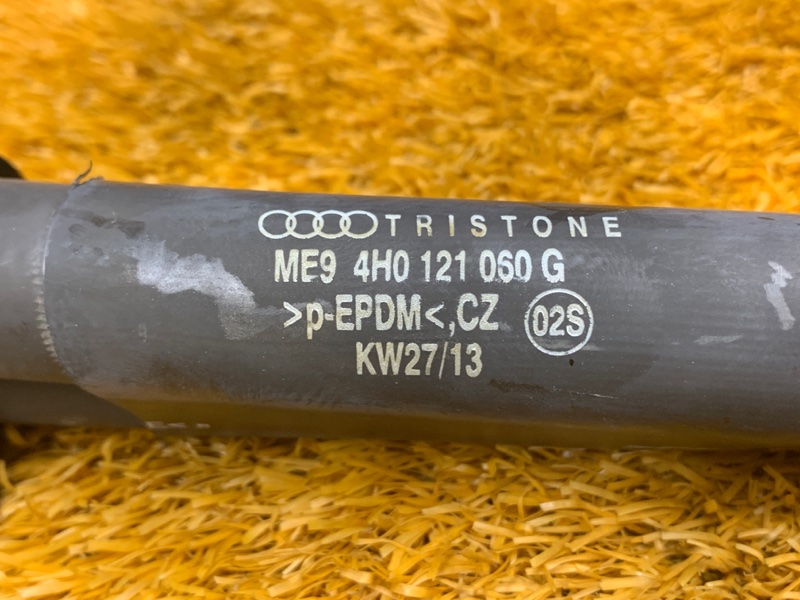 TRISTONE
ME9 4H0 121 060 G
>p-EPDM<,CZ 02S
KW27/13